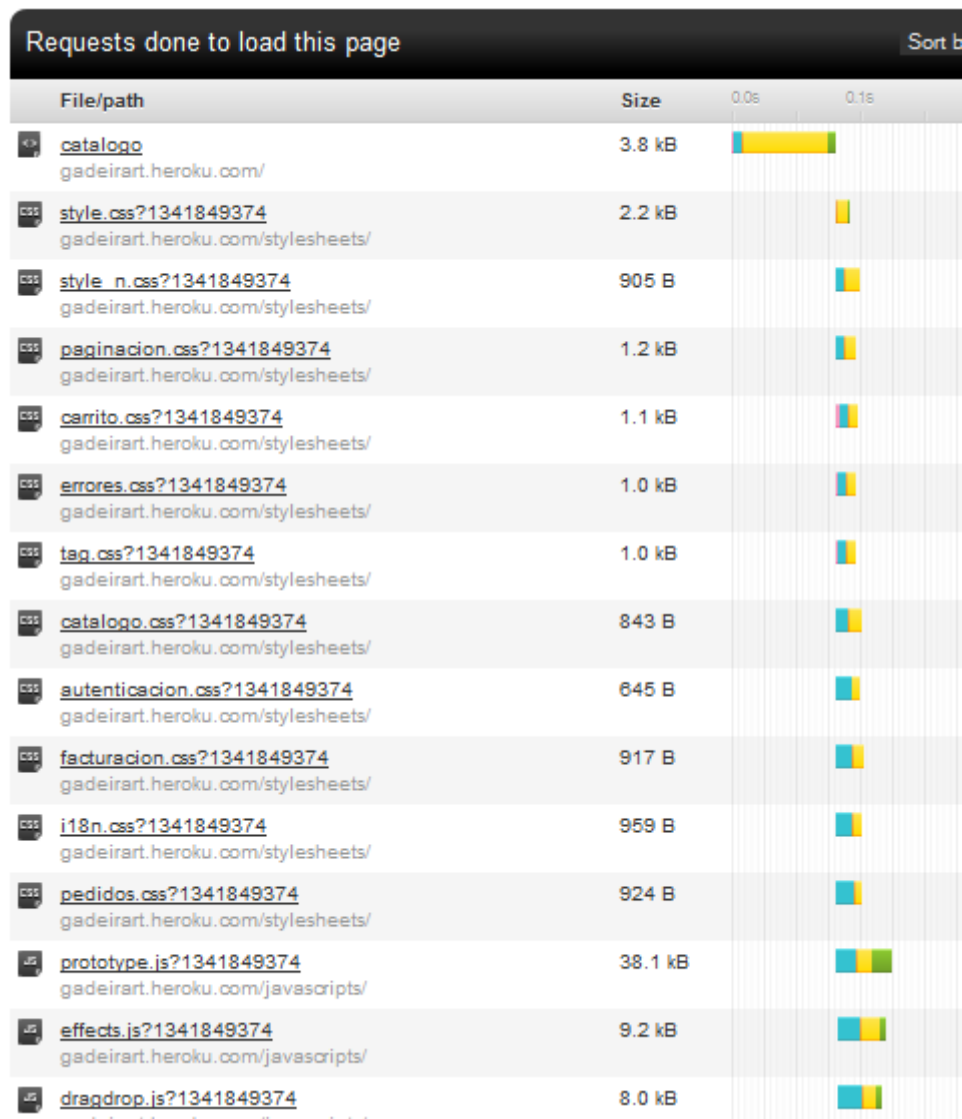 Requests done to load this page Sort b
File/path Size 0.0s 0.1s
catalogo 3.8 kB
gadeirart.heroku.com/
style.css?1341849374 2.2 kB
gadeirart.heroku.com/stylesheets/
style_n.css?1341849374 905 B
gadeirart.heroku.com/stylesheets/
paginacion.css?1341849374 1.2 kB
gadeirart.heroku.com/stylesheets/
carrito.css?1341849374 1.1 kB
gadeirart.heroku.com/stylesheets/
errores.css?1341849374 1.0 kB
gadeirart.heroku.com/stylesheets/
tag.css?1341849374 1.0 kB
gadeirart.heroku.com/stylesheets/
catalogo.css?1341849374 843 B
gadeirart.heroku.com/stylesheets/
autenticacion.css?1341849374 645 B
gadeirart.heroku.com/stylesheets/
facturacion.css?1341849374 917 B
gadeirart.heroku.com/stylesheets/
i18n.css?1341849374 959 B
gadeirart.heroku.com/stylesheets/
pedidos.css?1341849374 924 B
gadeirart.heroku.com/stylesheets/
prototype.js?1341849374 38.1 kB
gadeirart.heroku.com/javascripts/
effects.js?1341849374 9.2 kB
gadeirart.heroku.com/javascripts/
dragdrop.js?1341849374 8.0 kB